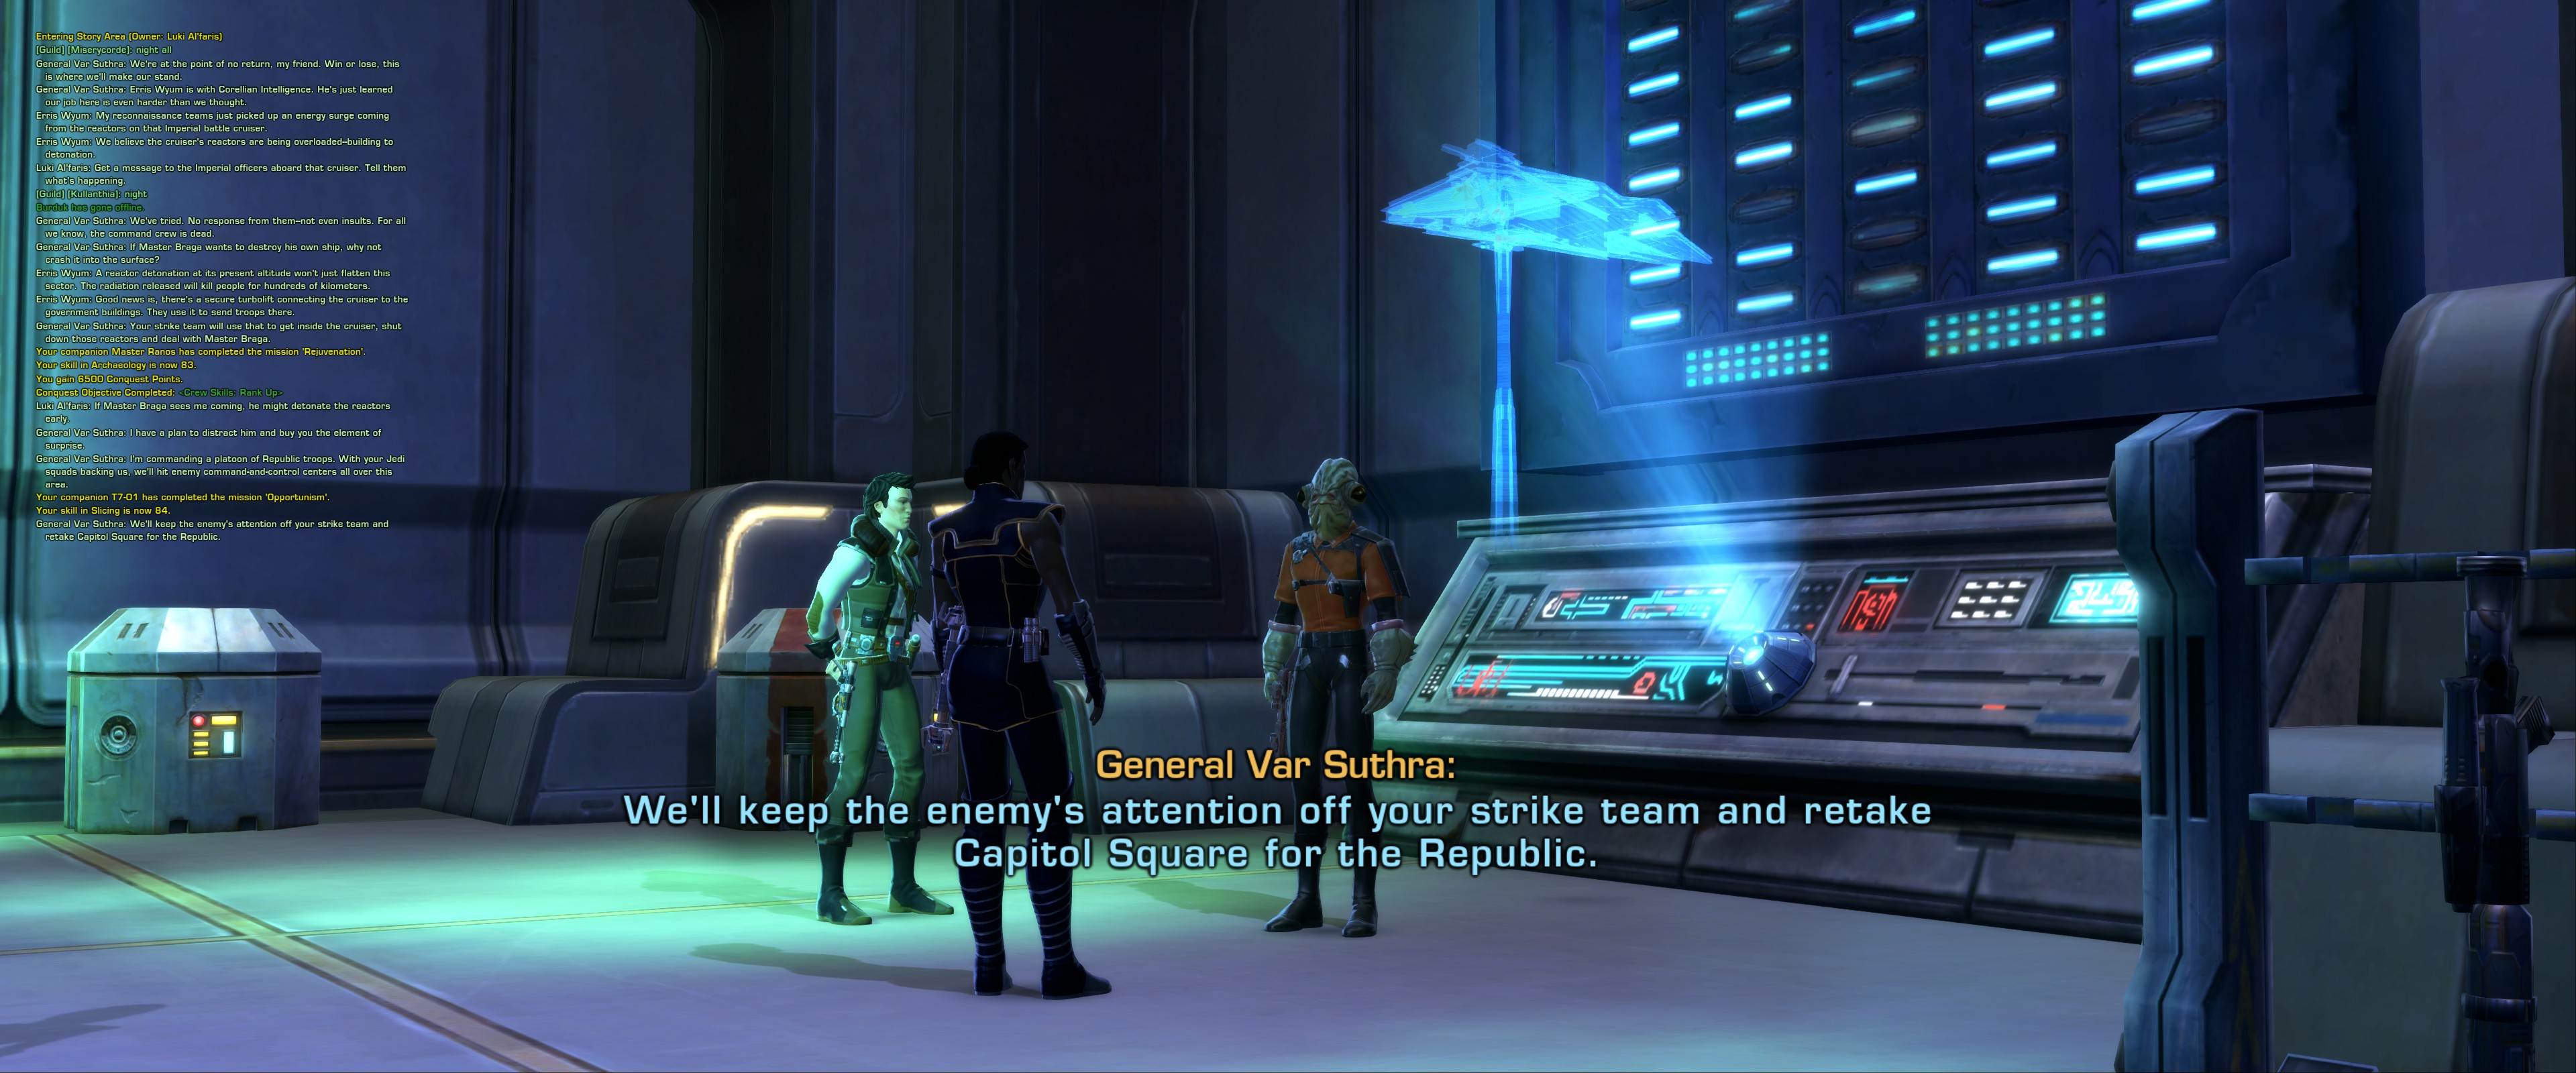 Entering Story Area (Owner: Luki Al'faris)
[Guild] [Miserycorde]: night all
General Var Suthra: We're at the point of no return, my friend. Win or lose, this
is where we'll make our stand.
General Var Suthra: Erris Wyum is with Corellian Intelligence. He's just learned
our job here is even harder than we thought.
Erris Wyum: My reconnaissance teams just picked up an energy surge coming
from the reactors on that Imperial battle cruiser.
Erris Wyum: We believe the cruiser's reactors are being overloaded—building to
detonation.
Luki Al'faris: Get a message to the Imperial officers aboard that cruiser. Tell them
what's happening.
[Guild] [Kullanthia]: night
Burduk has gone offline.
General Var Suthra: We've tried. No response from them—not even insults. For all
we know, the command crew is dead.
General Var Suthra: If Master Braga wants to destroy his own ship, why not
crash it into the surface?
Erris Wyum: A reactor detonation at its present altitude won't just flatten this
sector. The radiation released will kill people for hundreds of kilometers.
Erris Wyum: Good news is, there's a secure turbolift connecting the cruiser to the
government buildings. They use it to send troops there.
General Var Suthra: Your strike team will use that to get inside the cruiser, shut
down those reactors and deal with Master Braga.
Your companion Master Ranos has completed the mission 'Rejuvenation'.
Your skill in Archaeology is now 83.
You gain 6500 Conquest Points.
Conquest Objective Completed: <Crew Skills: Rank Up>
Luki Al'faris: If Master Braga sees me coming, he might detonate the reactors
early.
General Var Suthra: I have a plan to distract him and buy you the element of
surprise.
General Var Suthra: I'm commanding a platoon of Republic troops. With your Jedi
squads backing us, we'll hit enemy command-and-control centers all over this
area.
Your companion T7-O1 has completed the mission 'Opportunism'.
Your skill in Slicing is now 84.
General Var Suthra: We'll keep the enemy's attention off your strike team and
retake Capitol Square for the Republic.
General Var Suthra:
We'll keep the enemy's attention off your strike team and retake
Capitol Square for the Republic.